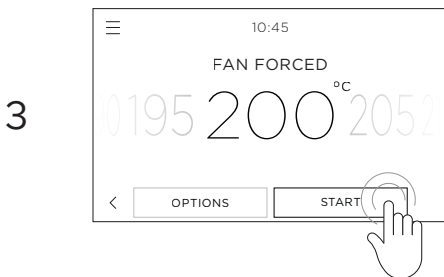 10:45
FAN FORCED
3
195 200°C 205
< OPTIONS START